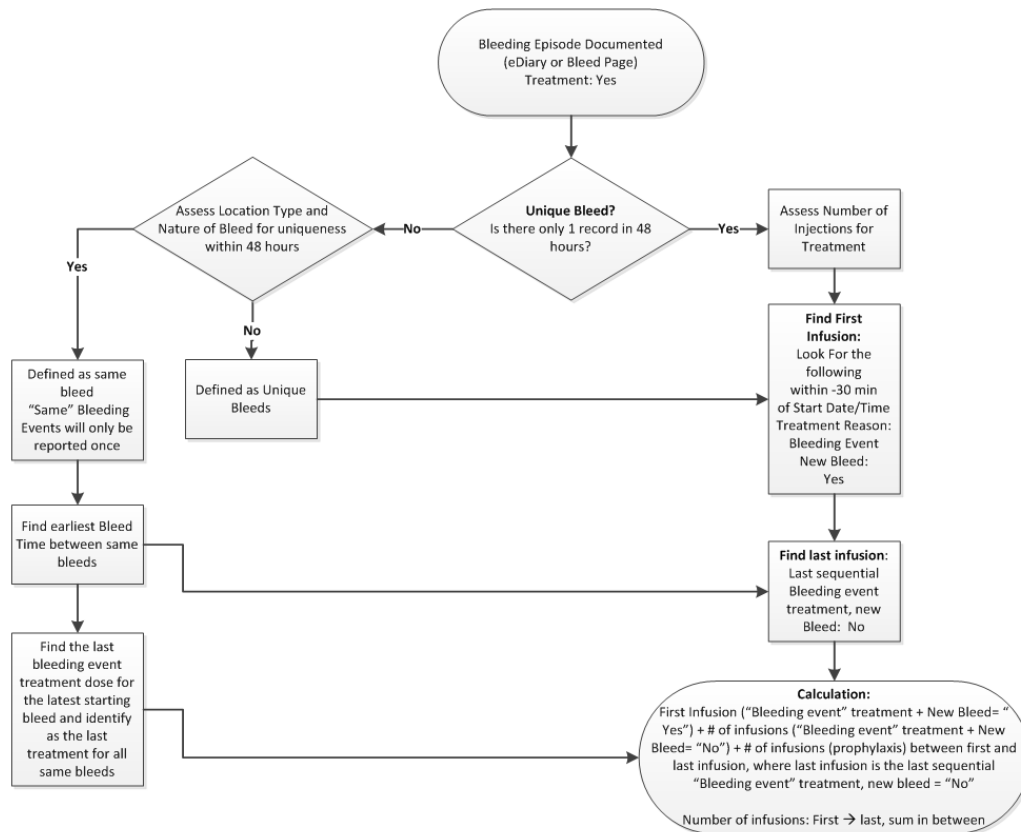 Bleeding Episode Documented
(eDiary or Bleed Page)
Treatment: Yes
Unique Bleed?
Is there only 1 record in 48
hours?
No
Yes
Assess Location Type and
Nature of Bleed for uniqueness
within 48 hours
Yes
No
Assess Number of
Injections for
Treatment
Find First
Infusion:
Look For the
following
within -30 min
of Start Date/Time
Treatment Reason:
Bleeding Event
New Bleed:
Yes
Defined as same
bleed
“Same” Bleeding
Events will only be
reported once
Defined as Unique
Bleeds
Find earliest Bleed
Time between same
bleeds
Find last infusion:
Last sequential
Bleeding event
treatment, new
Bleed: No
Find the last
bleeding event
treatment dose for
the latest starting
bleed and identify
as the last
treatment for all
same bleeds
Calculation:
First Infusion (“Bleeding event” treatment + New Bleed= “
Yes”) + # of infusions (“Bleeding event” treatment + New
Bleed= “No”) + # of infusions (prophylaxis) between first and
last infusion, where last infusion is the last sequential
“Bleeding event” treatment, new bleed = “No”
Number of infusions: First → last, sum in between